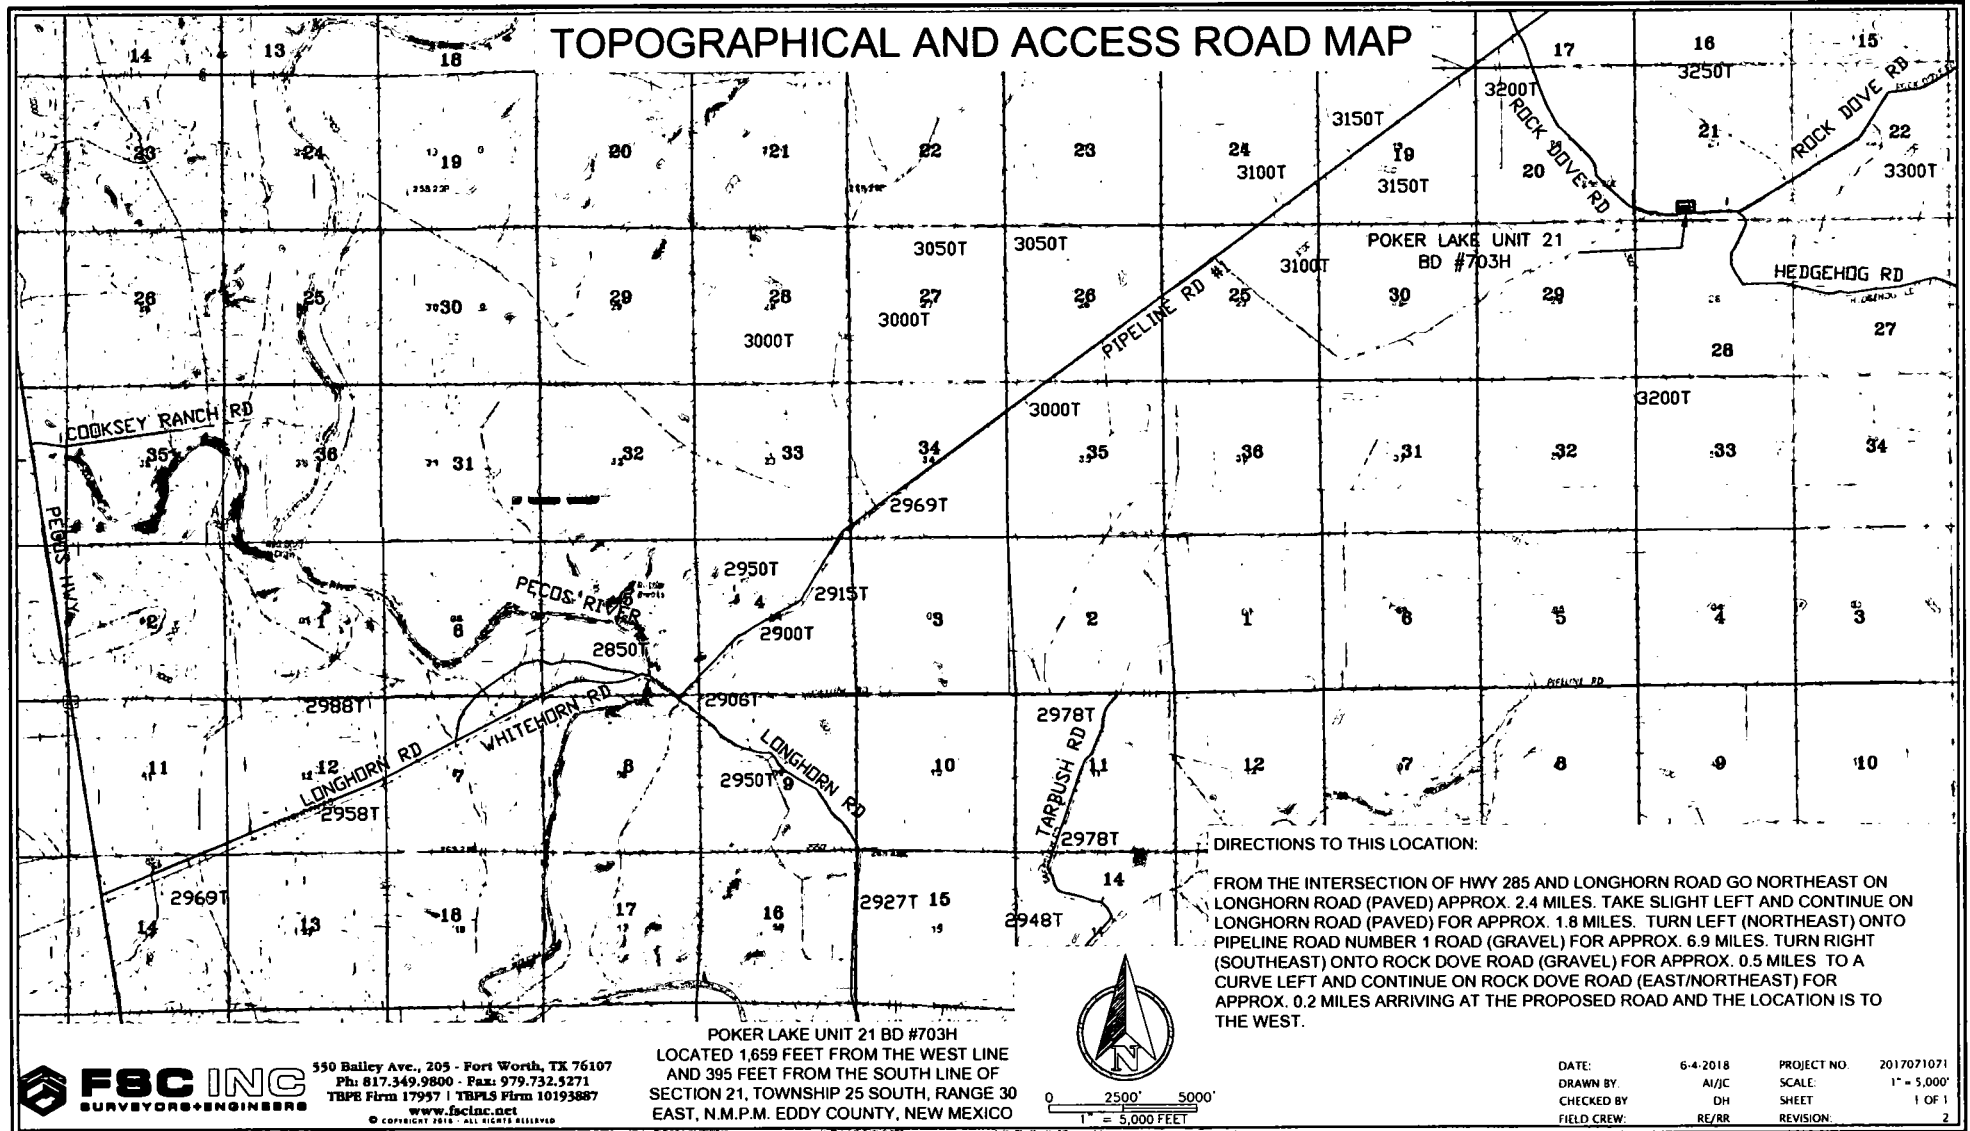 TOPOGRAPHICAL AND ACCESS ROAD MAP
14 13 18 17 16 15
3250T
3200T
3150T
ROCK DOVE RD
ROCK DOVE RD
23 24 19 20 21 22 23 24 19 20 21 22
3100T
3150T
3300T
3050T
3050T
3100T
POKER LAKE UNIT 21
BD #703H
HEDGEHOG RD
26 25 30 29 28 27 26 25 30 29 28 27
3000T
3000T
PIPELINE RD #1
3000T
3200T
COOKSEY RANCH RD
35 36 31 32 33 34 35 36 31 32 33 34
2969T
PECOS HWY
PECOS RIVER
2950T
2915T
2 1 6 4 3 2 1 6 5 4 3
2900T
2850T
PIPELINE RD
2988T
2906T
2978T
WHITEHORN RD
LONGHORN RD
LONGHORN RD
TARBUSH RD
11 12 7 8 9 10 11 12 7 8 9 10
2950T
2958T
2978T
2969T
14 13 18 17 16 15 14
2927T
2948T
DIRECTIONS TO THIS LOCATION:
FROM THE INTERSECTION OF HWY 285 AND LONGHORN ROAD GO NORTHEAST ON
LONGHORN ROAD (PAVED) APPROX. 2.4 MILES. TAKE SLIGHT LEFT AND CONTINUE ON
LONGHORN ROAD (PAVED) FOR APPROX. 1.8 MILES. TURN LEFT (NORTHEAST) ONTO
PIPELINE ROAD NUMBER 1 ROAD (GRAVEL) FOR APPROX. 6.9 MILES. TURN RIGHT
(SOUTHEAST) ONTO ROCK DOVE ROAD (GRAVEL) FOR APPROX. 0.5 MILES TO A
CURVE LEFT AND CONTINUE ON ROCK DOVE ROAD (EAST/NORTHEAST) FOR
APPROX. 0.2 MILES ARRIVING AT THE PROPOSED ROAD AND THE LOCATION IS TO
THE WEST.
FSC INC
SURVEYORS+ENGINEERS
550 Bailey Ave., 205 - Fort Worth, TX 76107
Ph: 817.349.9800 - Fax: 979.732.5271
TBPE Firm 17957 | TBPLS Firm 10193887
www.fscinc.net
© COPYRIGHT 2018 - ALL RIGHTS RESERVED
POKER LAKE UNIT 21 BD #703H
LOCATED 1,659 FEET FROM THE WEST LINE
AND 395 FEET FROM THE SOUTH LINE OF
SECTION 21, TOWNSHIP 25 SOUTH, RANGE 30
EAST, N.M.P.M. EDDY COUNTY, NEW MEXICO
N
0 2500' 5000'
1" = 5,000 FEET
DATE: 6-4-2018 PROJECT NO. 2017071071
DRAWN BY. AI/JC SCALE: 1" = 5,000'
CHECKED BY DH SHEET 1 OF 1
FIELD CREW: RE/RR REVISION: 2